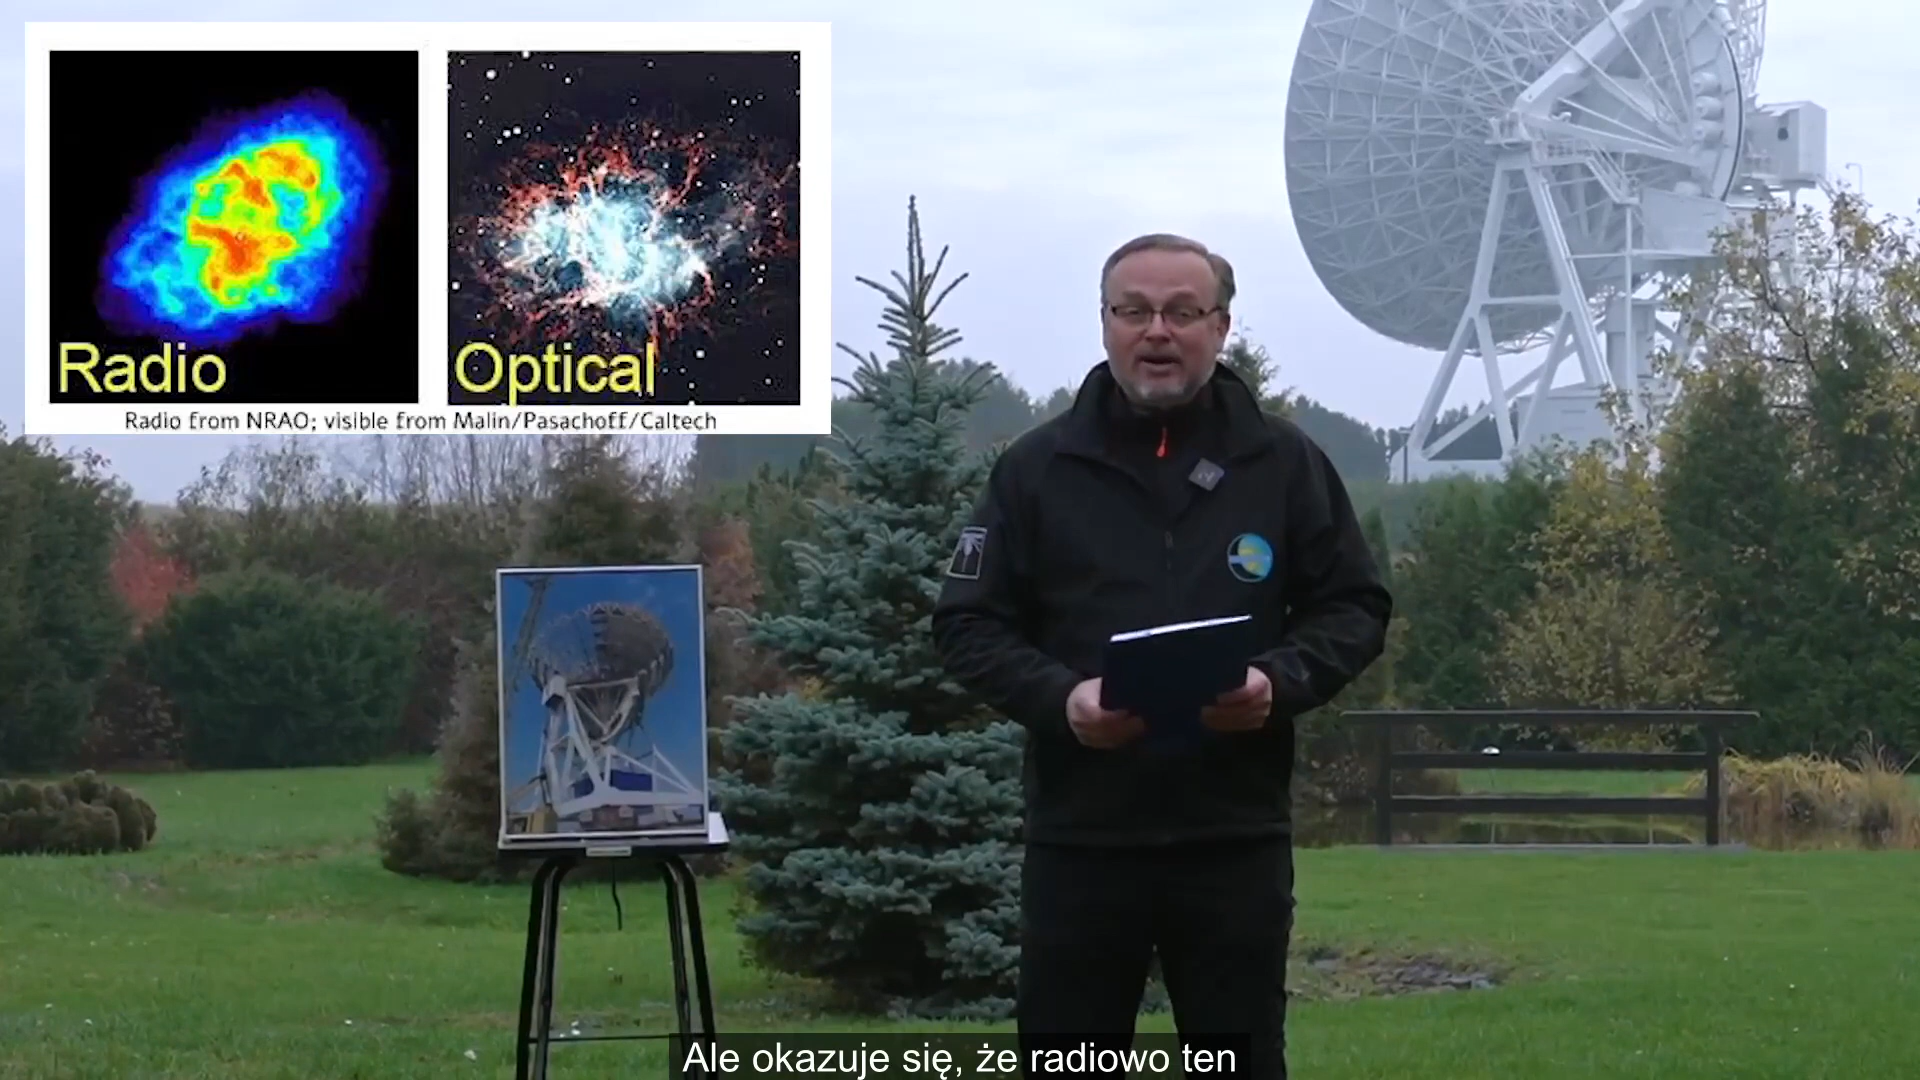 Radio
Optical
Radio from NRAO; visible from Malin/Pasachoff/Caltech
Ale okazuje się, że radiowo ten